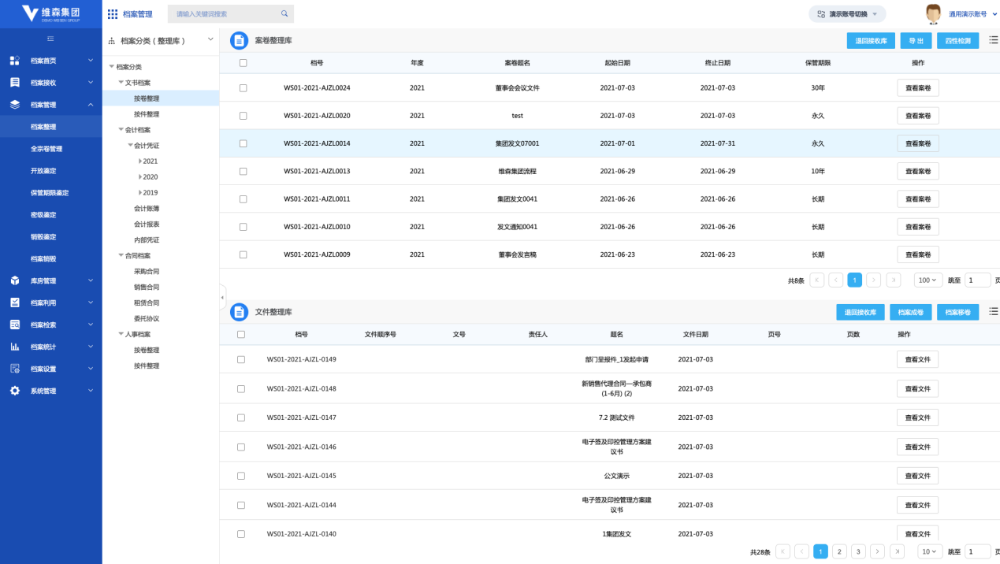 维森集团
DEMO WEISEN GROUP
档案管理
请输入关键词搜索
演示账号切换
通用演示账号
档案首页
档案接收
档案管理
档案整理
全宗卷管理
开放鉴定
保管期限鉴定
密级鉴定
销毁鉴定
档案销毁
库房管理
档案利用
档案检索
档案统计
档案设置
系统管理
档案分类 ( 整理库 )
档案分类
文书档案
按卷整理
按件整理
会计档案
会计凭证
2021
2020
2019
会计账簿
会计报表
内部凭证
合同档案
采购合同
销售合同
租赁合同
委托协议
人事档案
按卷整理
按件整理
案卷整理库 退回接收库 导 出 四性检测
档号 年度 案卷题名 起始日期 终止日期 保管期限 操作
WS01-2021-AJZL0024 2021 董事会会议文件 2021-07-03 2021-07-03 30年 查看案卷
WS01-2021-AJZL0020 2021 test 2021-07-03 2021-07-03 永久 查看案卷
WS01-2021-AJZL0014 2021 集团发文07001 2021-07-01 2021-07-31 永久 查看案卷
WS01-2021-AJZL0013 2021 维森集团流程 2021-06-29 2021-06-29 10年 查看案卷
WS01-2021-AJZL0011 2021 集团发文0041 2021-06-26 2021-06-26 长期 查看案卷
WS01-2021-AJZL0010 2021 发文通知0041 2021-06-26 2021-06-26 长期 查看案卷
WS01-2021-AJZL0009 2021 董事会发言稿 2021-06-23 2021-06-23 长期 查看案卷
共8条 1 100 跳至 1 页
文件整理库 退回接收库 档案成卷 档案移卷
档号 文件顺序号 文号 责任人 题名 文件日期 页号 页数 操作
WS01-2021-AJZL-0149 部门呈报件_1发起申请 2021-07-03 查看文件
WS01-2021-AJZL-0148 新销售代理合同—承包商
(1-6月) (2) 2021-07-03 查看文件
WS01-2021-AJZL-0147 7.2 测试文件 2021-07-03 查看文件
WS01-2021-AJZL-0146 电子签及印控管理方案建
议书 2021-07-03 查看文件
WS01-2021-AJZL-0145 公文演示 2021-07-03 查看文件
WS01-2021-AJZL-0144 电子签及印控管理方案建
议书 2021-07-03 查看文件
WS01-2021-AJZL-0140 1集团发文 2021-07-03 查看文件
共28条 1 2 3 10 跳至 1 页